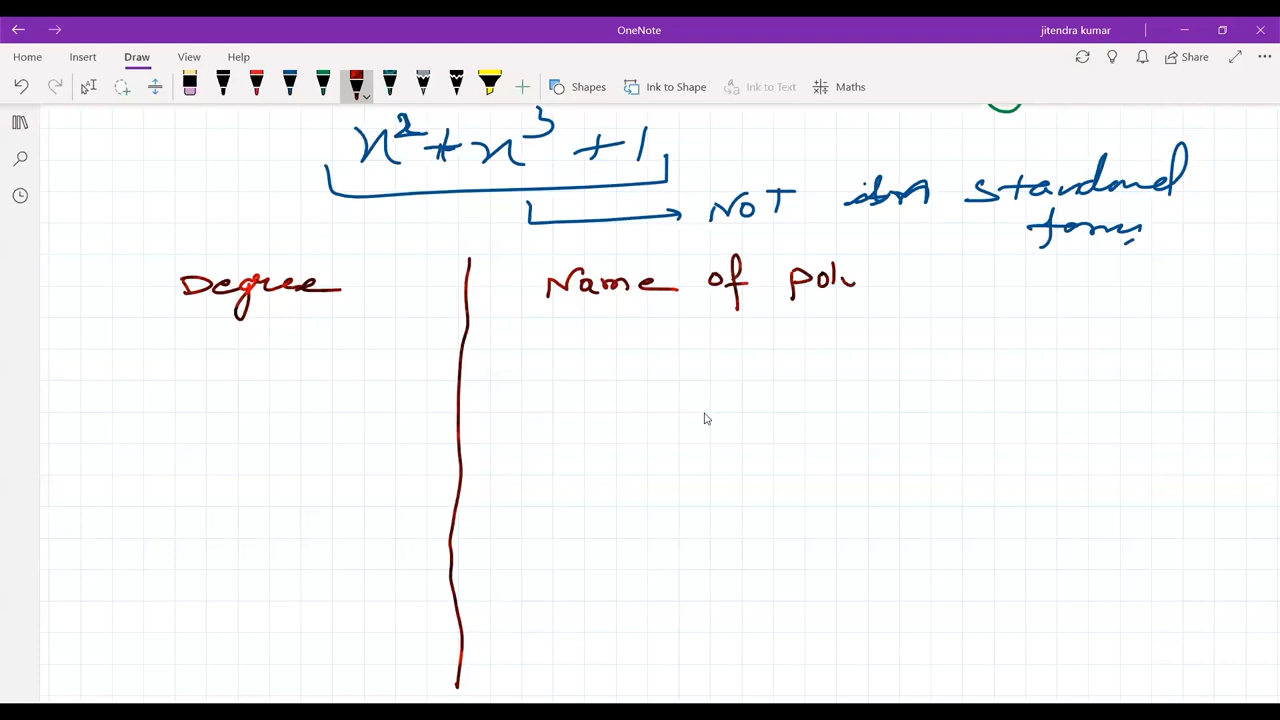 OneNote
jitendra kumar
Home Insert Draw View Help
Share
Shapes Ink to Shape Ink to Text Maths
x² + x³ + 1
NOT standard
form
Degree Name of pol